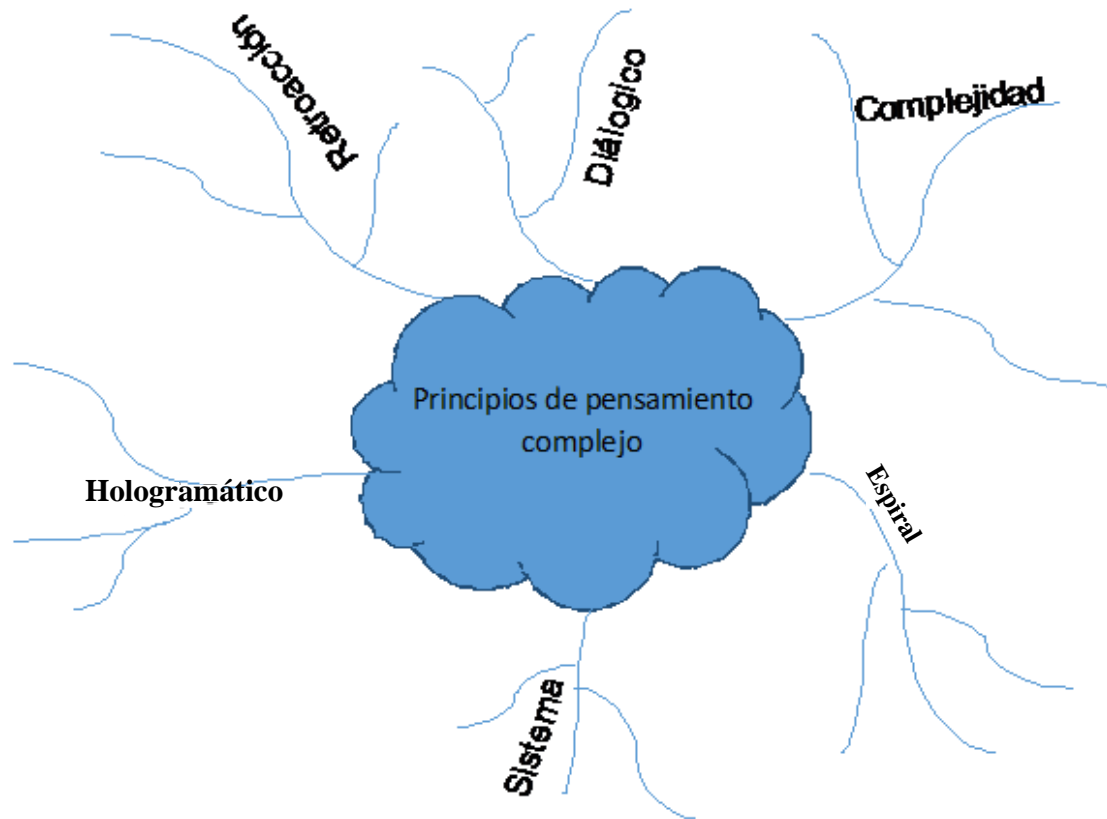 Retroacción
Diálogico
Complejidad
Principios de pensamiento
complejo
Hologramático
Espiral
Sistema